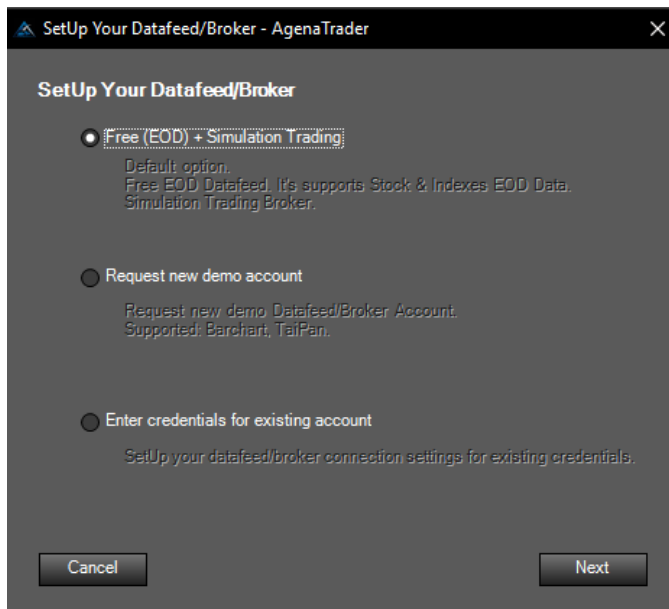 SetUp Your Datafeed/Broker - AgenaTrader
SetUp Your Datafeed/Broker
Free (EOD) + Simulation Trading
Default option.
Free EOD Datafeed. It's supports Stock & Indexes EOD Data.
Simulation Trading Broker.
Request new demo account
Request new demo Datafeed/Broker Account.
Supported: Barchart, TaiPan.
Enter credentials for existing account
SetUp your datafeed/broker connection settings for existing credentials.
Cancel
Next